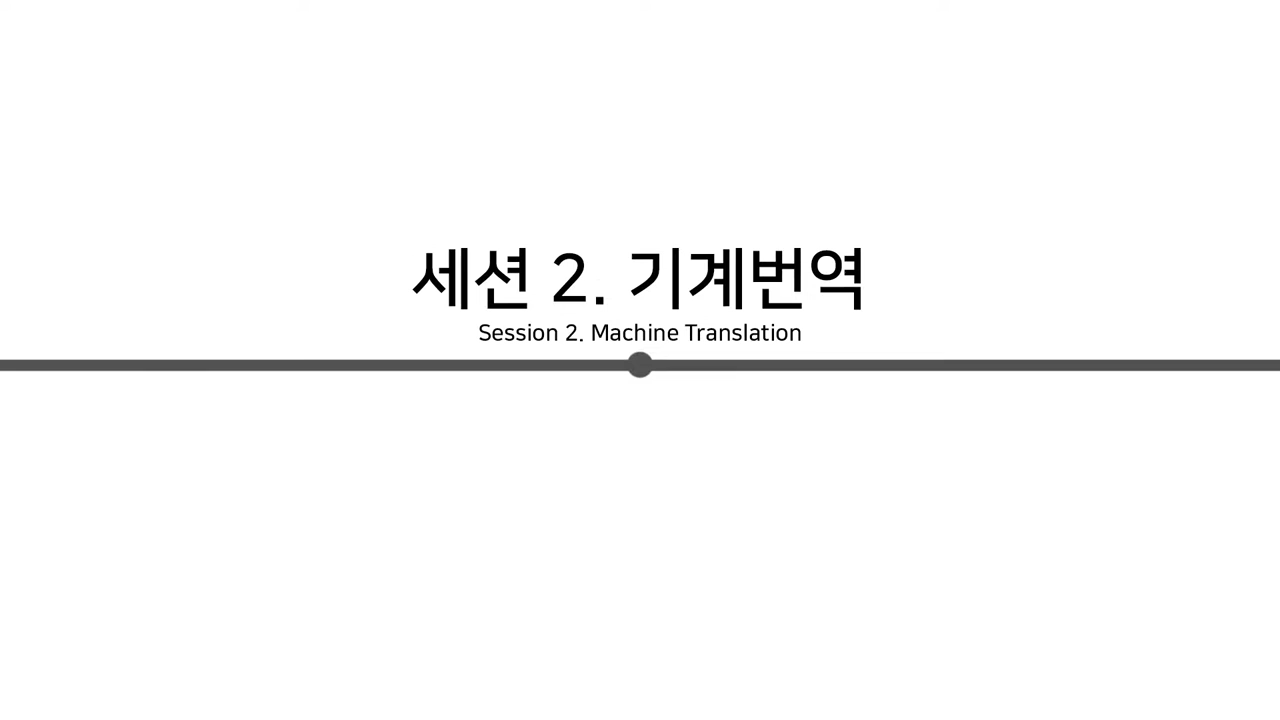 세션 2. 기계번역
Session 2. Machine Translation